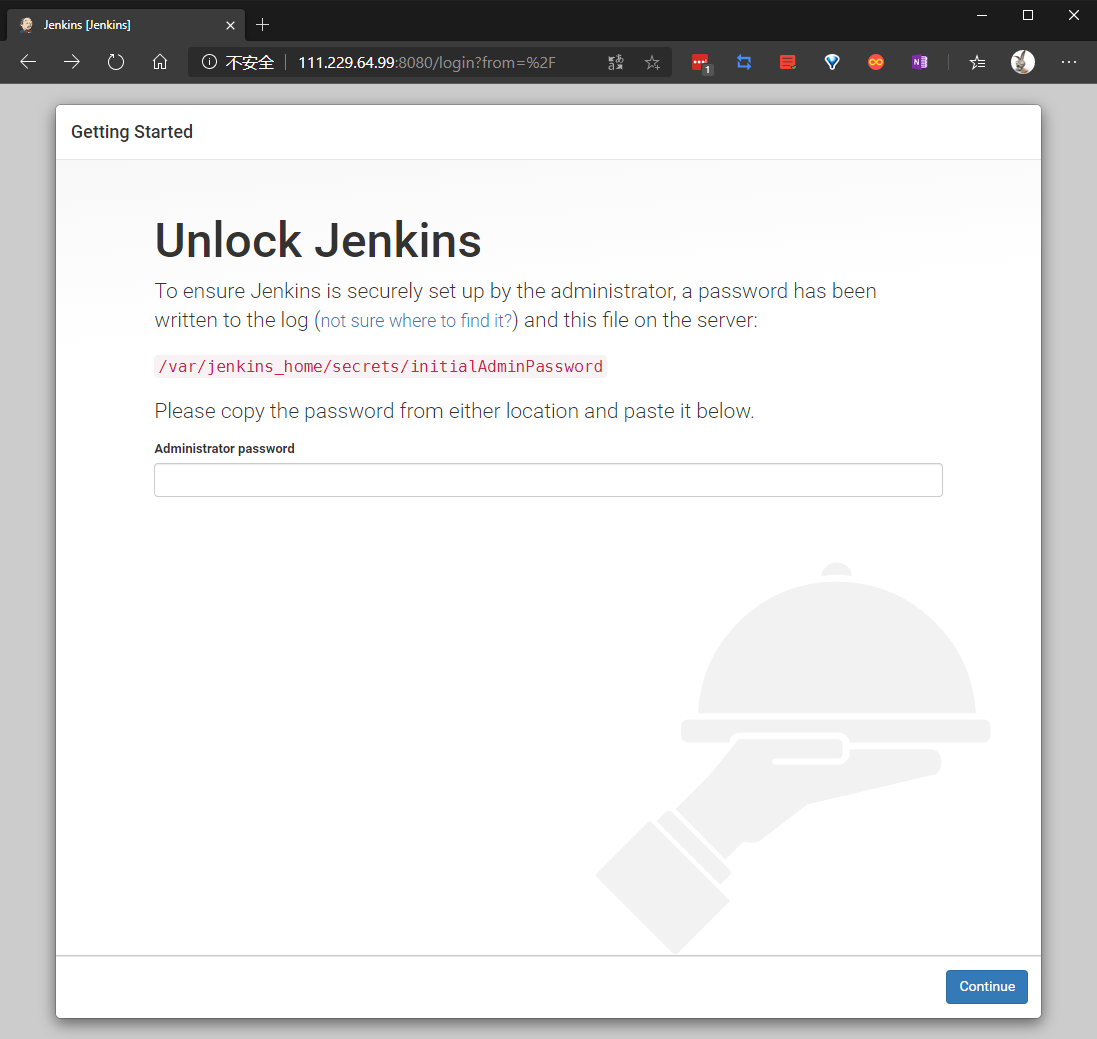 Jenkins [Jenkins]
不安全
111.229.64.99:8080/login?from=%2F
1
N
Getting Started
Unlock Jenkins
To ensure Jenkins is securely set up by the administrator, a password has been
written to the log (not sure where to find it?) and this file on the server:
/var/jenkins_home/secrets/initialAdminPassword
Please copy the password from either location and paste it below.
Administrator password
Continue